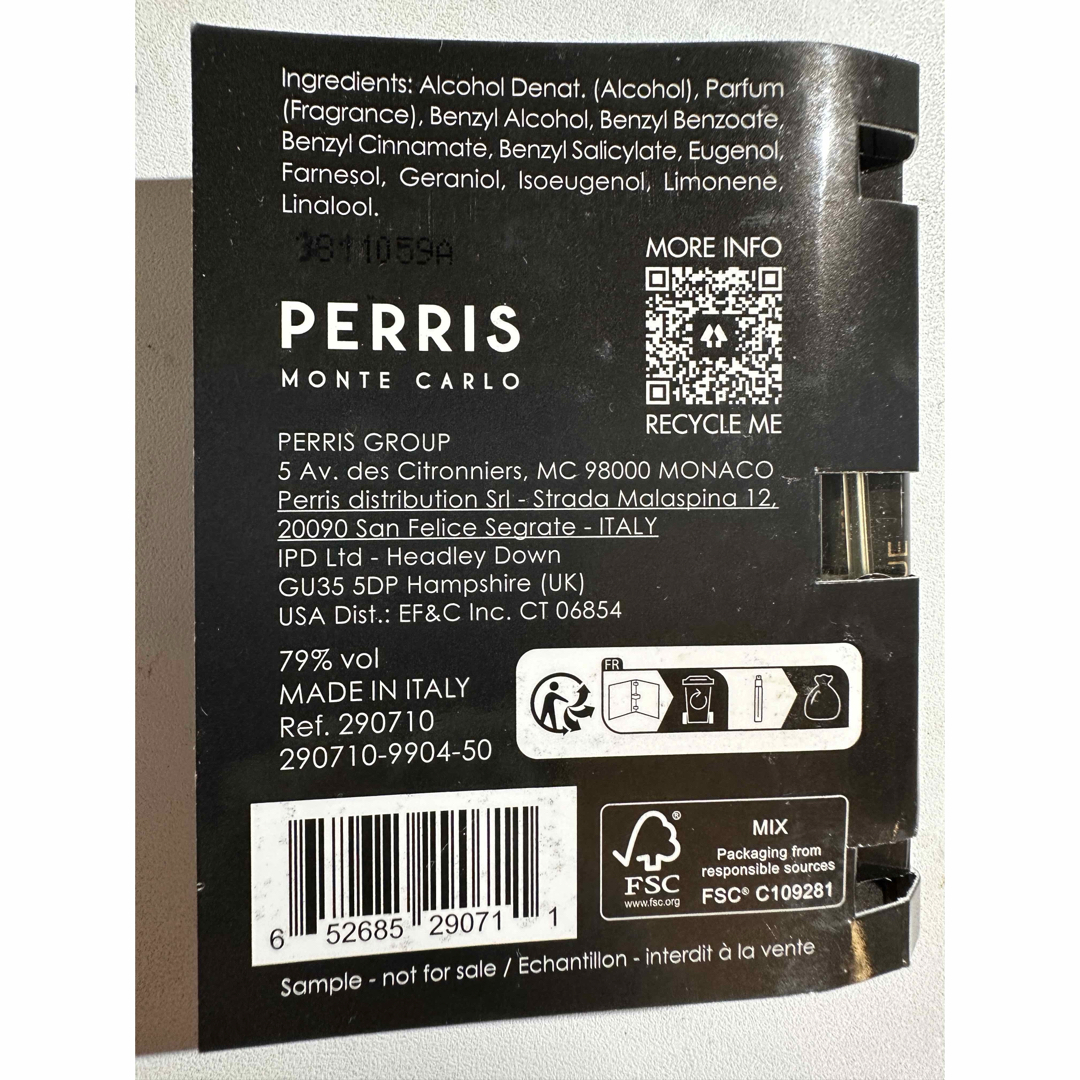 Ingredients: Alcohol Denat. (Alcohol), Parfum
(Fragrance), Benzyl Alcohol, Benzyl Benzoate,
Benzyl Cinnamate, Benzyl Salicylate, Eugenol,
Farnesol, Geraniol, Isoeugenol, Limonene,
Linalool.
3811059A
MORE INFO
RECYCLE ME
PERRIS
MONTE CARLO
PERRIS GROUP
5 Av. des Citronniers, MC 98000 MONACO
Perris distribution Srl - Strada Malaspina 12,
20090 San Felice Segrate - ITALY
IPD Ltd - Headley Down
GU35 5DP Hampshire (UK)
USA Dist.: EF&C Inc. CT 06854
79% vol
MADE IN ITALY
Ref. 290710
290710-9904-50
FR
6 52685 29071 1
FSC®
www.fsc.org
MIX
Packaging from
responsible sources
FSC® C109281
Sample - not for sale / Echantillon - interdit à la vente